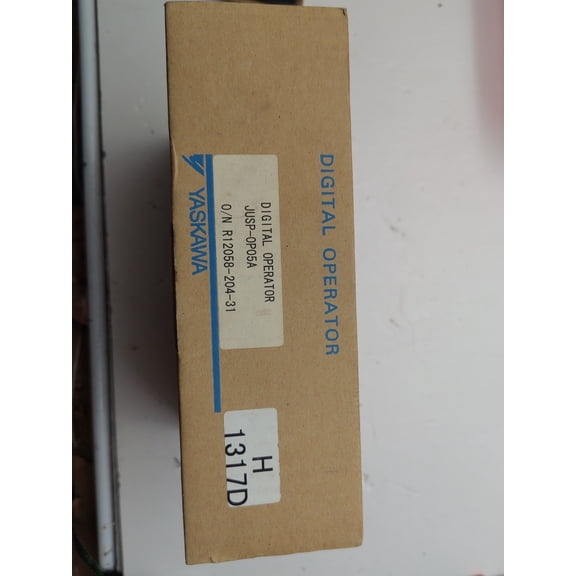 DIGITAL OPERATOR
DIGITAL OPERATOR
JUSP-OP05A
O/N R12058-204-31
YASKAWA
H
1317D